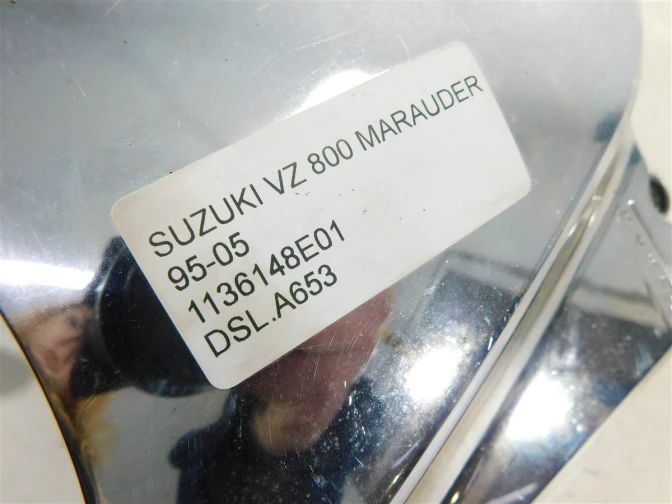 SUZUKI VZ 800 MARAUDER
95-05
1136148E01
DSL.A653